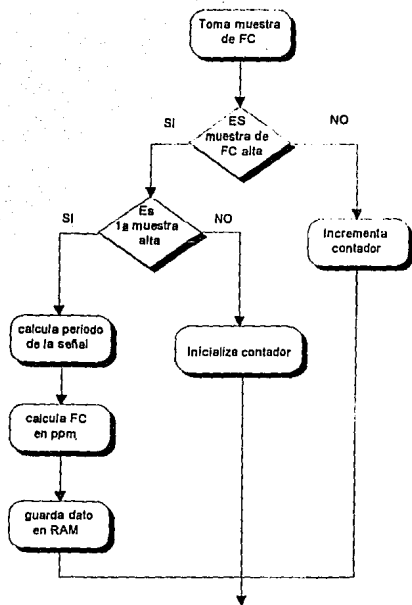 Toma muestra
de FC
SI
ES
muestra de
FC alta
NO
SI
Es
1a muestra
alta
NO
Incrementa
contador
calcula periodo
de la señal
Inicializa contador
calcula FC
en ppm
guarda dato
en RAM